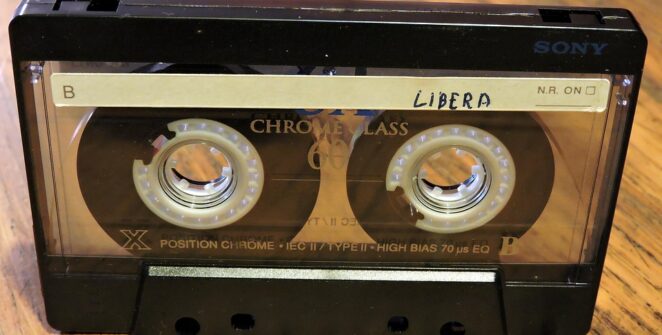 SONY
B LIBERA N.R. ON
CHROME CLASS
60
X POSITION CHROME • IEC II / TYPE II • HIGH BIAS 70 µs EQ B